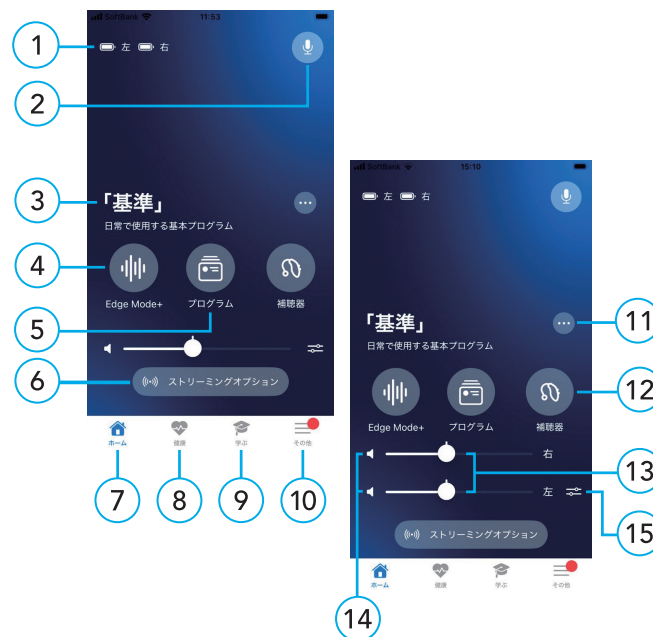 SoftBank 11:53
左 右
「基準」
日常で使用する基本プログラム
Edge Mode+ プログラム 補聴器
ストリーミングオプション
ホーム 健康 学ぶ その他
1
2
3
4
5
6
7 8 9 10
SoftBank 15:10
左 右
「基準」
日常で使用する基本プログラム
Edge Mode+ プログラム 補聴器
右
左
ストリーミングオプション
ホーム 健康 学ぶ その他
11
12
13
15
14